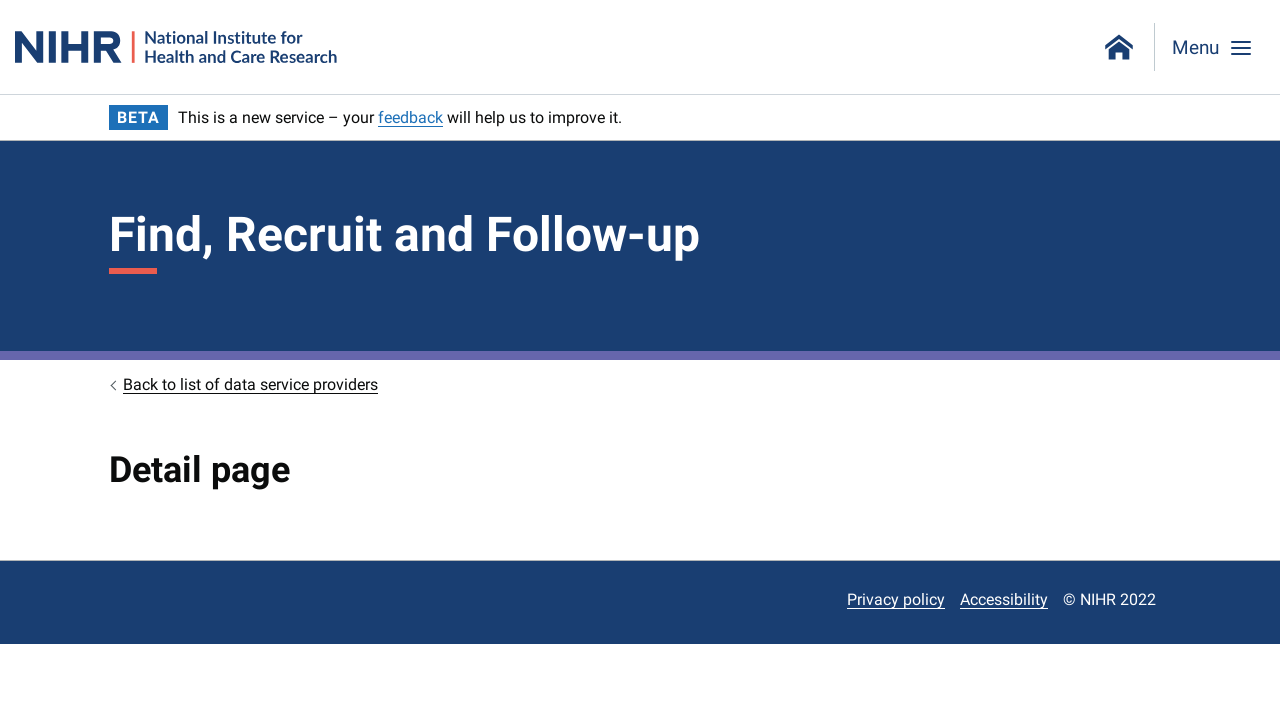 NIHR | National Institute for
Health and Care Research
Menu
BETA This is a new service – your feedback will help us to improve it.
Find, Recruit and Follow-up
Back to list of data service providers
Detail page
Privacy policy Accessibility © NIHR 2022